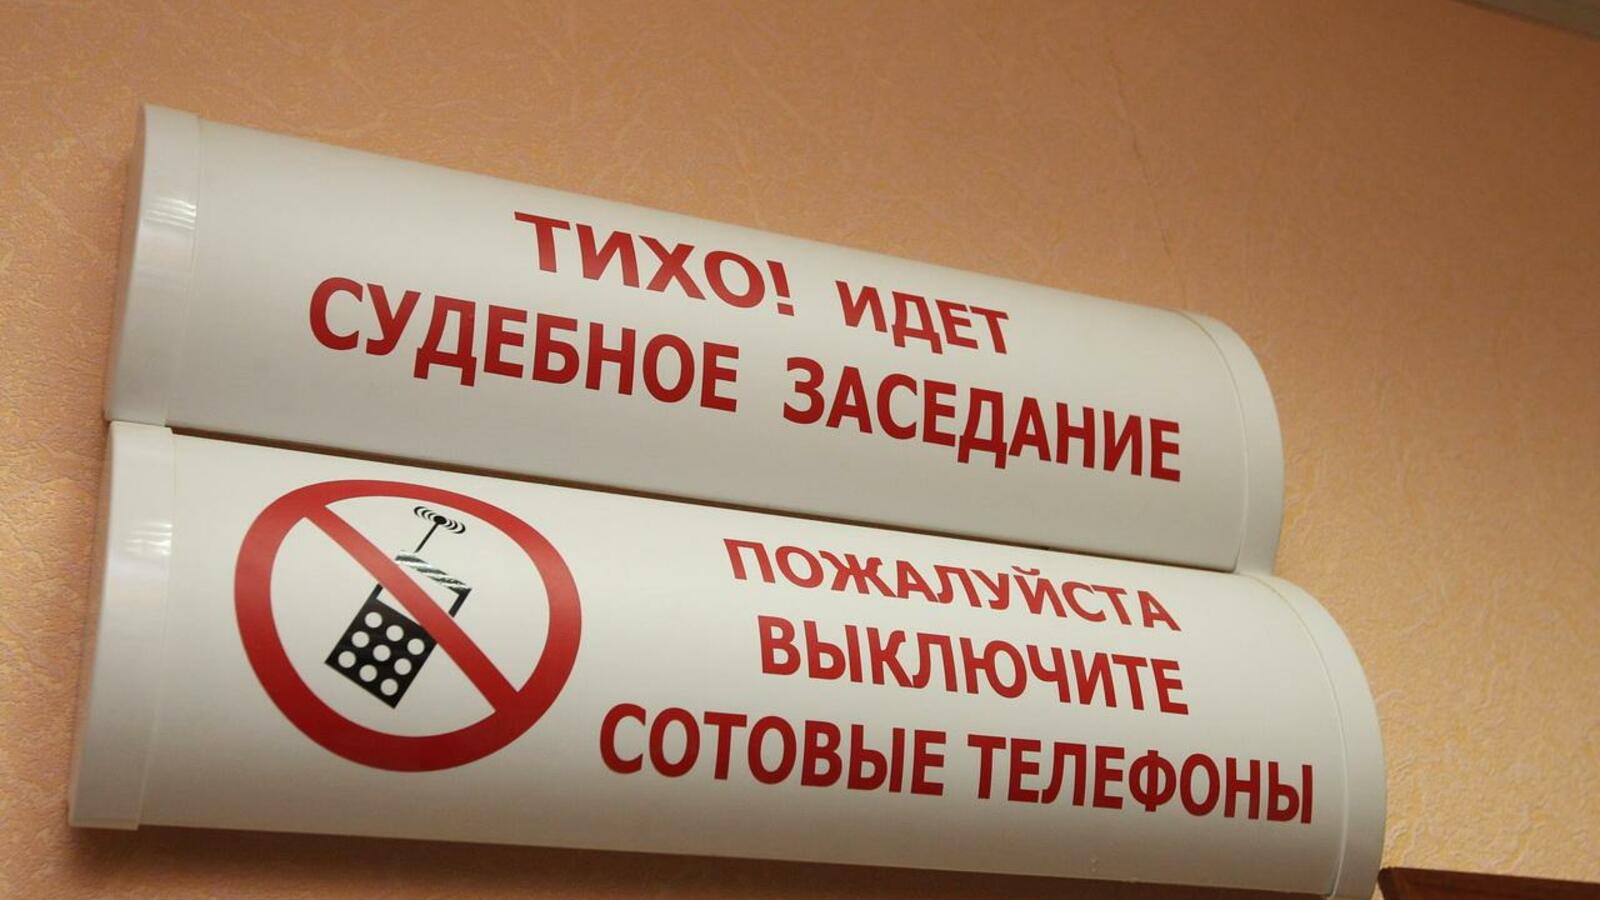 ТИХО! ИДЕТ
СУДЕБНОЕ ЗАСЕДАНИЕ
ПОЖАЛУЙСТА
ВЫКЛЮЧИТЕ
СОТОВЫЕ ТЕЛЕФОНЫ